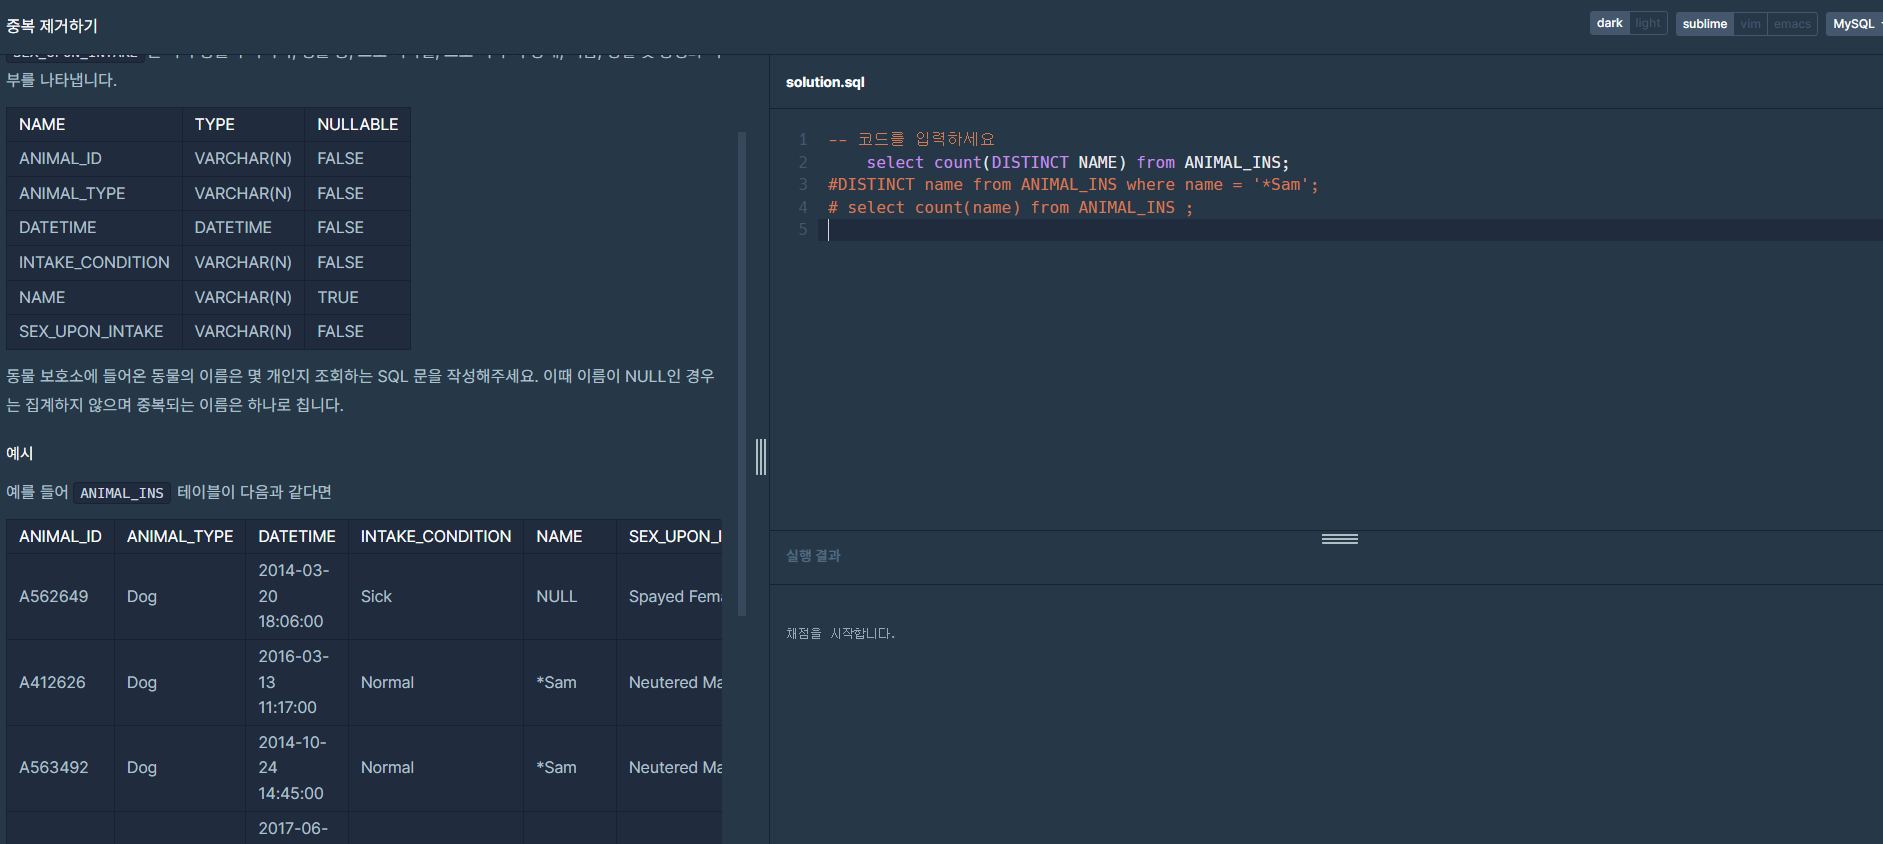 중복 제거하기
dark light sublime vim emacs MySQL
부를 나타냅니다.
NAME TYPE NULLABLE
ANIMAL_ID VARCHAR(N) FALSE
ANIMAL_TYPE VARCHAR(N) FALSE
DATETIME DATETIME FALSE
INTAKE_CONDITION VARCHAR(N) FALSE
NAME VARCHAR(N) TRUE
SEX_UPON_INTAKE VARCHAR(N) FALSE
동물 보호소에 들어온 동물의 이름은 몇 개인지 조회하는 SQL 문을 작성해주세요. 이때 이름이 NULL인 경우
는 집계하지 않으며 중복되는 이름은 하나로 칩니다.
예시
예를 들어 ANIMAL_INS 테이블이 다음과 같다면
ANIMAL_ID ANIMAL_TYPE DATETIME INTAKE_CONDITION NAME SEX_UPON_I
2014-03-
A562649 Dog 20 Sick NULL Spayed Fema
18:06:00
2016-03-
A412626 Dog 13 Normal *Sam Neutered Ma
11:17:00
2014-10-
A563492 Dog 24 Normal *Sam Neutered Ma
14:45:00
2017-06-
solution.sql
1 -- 코드를 입력하세요
2 select count(DISTINCT NAME) from ANIMAL_INS;
3 #DISTINCT name from ANIMAL_INS where name = '*Sam';
4 # select count(name) from ANIMAL_INS ;
5
실행 결과
채점을 시작합니다.